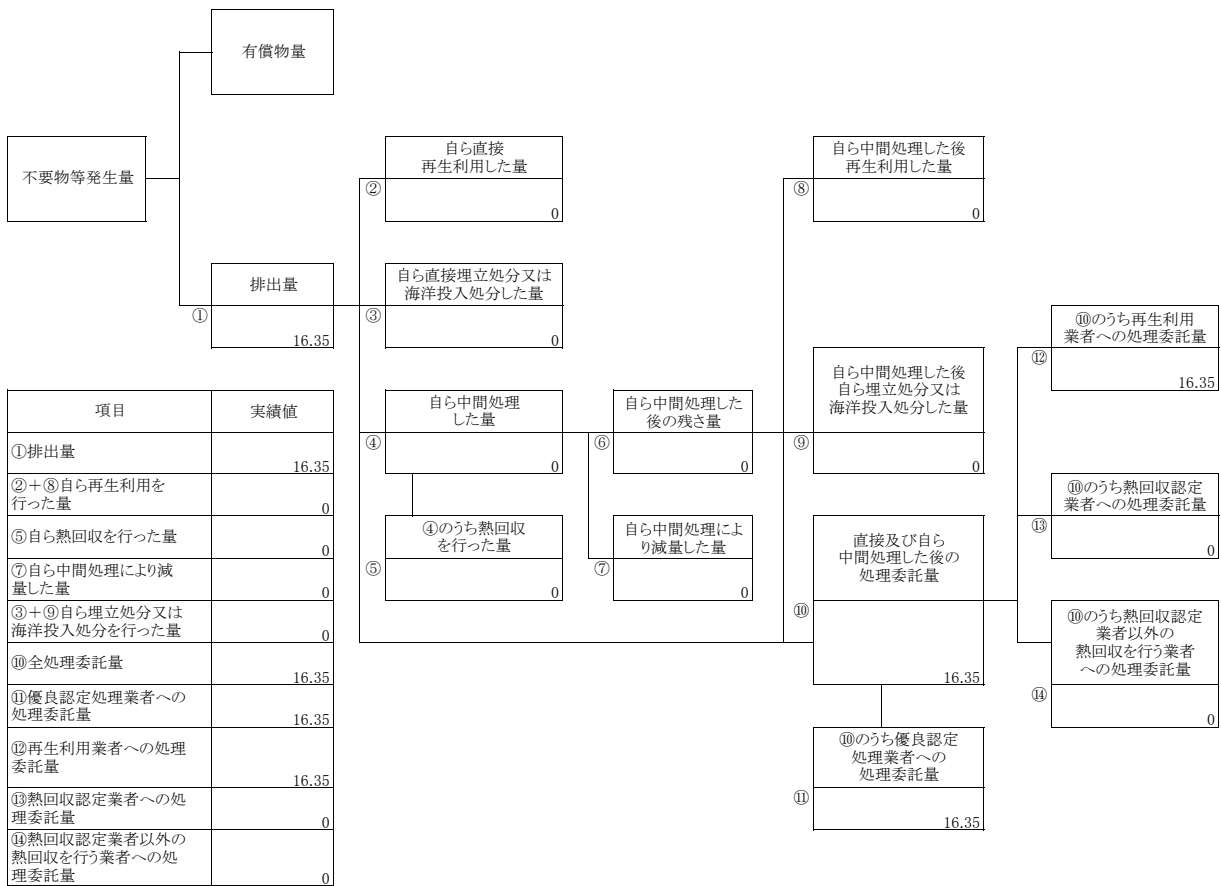 有償物量
不要物等発生量
排出量
①
16.35
自ら直接
再生利用した量
②
0
自ら直接埋立処分又は
海洋投入処分した量
③
0
自ら中間処理
した量
④
0
④のうち熱回収
を行った量
⑤
0
自ら中間処理した
後の残さ量
⑥
0
自ら中間処理によ
り減量した量
⑦
0
自ら中間処理した後
再生利用した量
⑧
0
自ら中間処理した後
自ら埋立処分又は
海洋投入処分した量
⑨
0
直接及び自ら
中間処理した後の
処理委託量
⑩
16.35
⑩のうち優良認定
処理業者への
処理委託量
⑪
16.35
⑩のうち再生利用
業者への処理委託量
⑫
16.35
⑩のうち熱回収認定
業者への処理委託量
⑬
0
⑩のうち熱回収認定
業者以外の
熱回収を行う業者
への処理委託量
⑭
0
項目 実績値
①排出量
16.35
②＋⑧自ら再生利用を
行った量
0
⑤自ら熱回収を行った量
0
⑦自ら中間処理により減
量した量
0
③＋⑨自ら埋立処分又は
海洋投入処分を行った量
0
⑩全処理委託量
16.35
⑪優良認定処理業者への
処理委託量
16.35
⑫再生利用業者への処理
委託量
16.35
⑬熱回収認定業者への処
理委託量
0
⑭熱回収認定業者以外の
熱回収を行う業者への処
理委託量
0